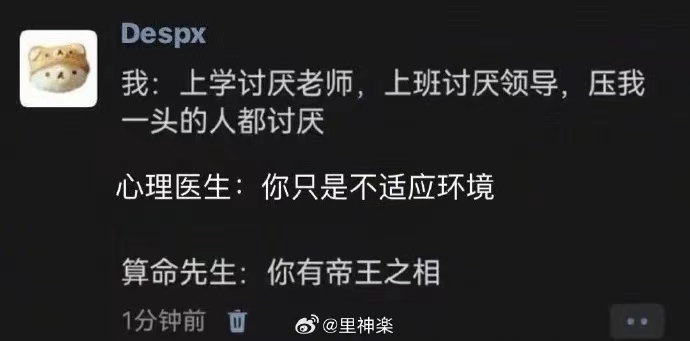 Despx
我：上学讨厌老师，上班讨厌领导，压我
一头的人都讨厌
心理医生：你只是不适应环境
算命先生：你有帝王之相
1分钟前
@里神楽